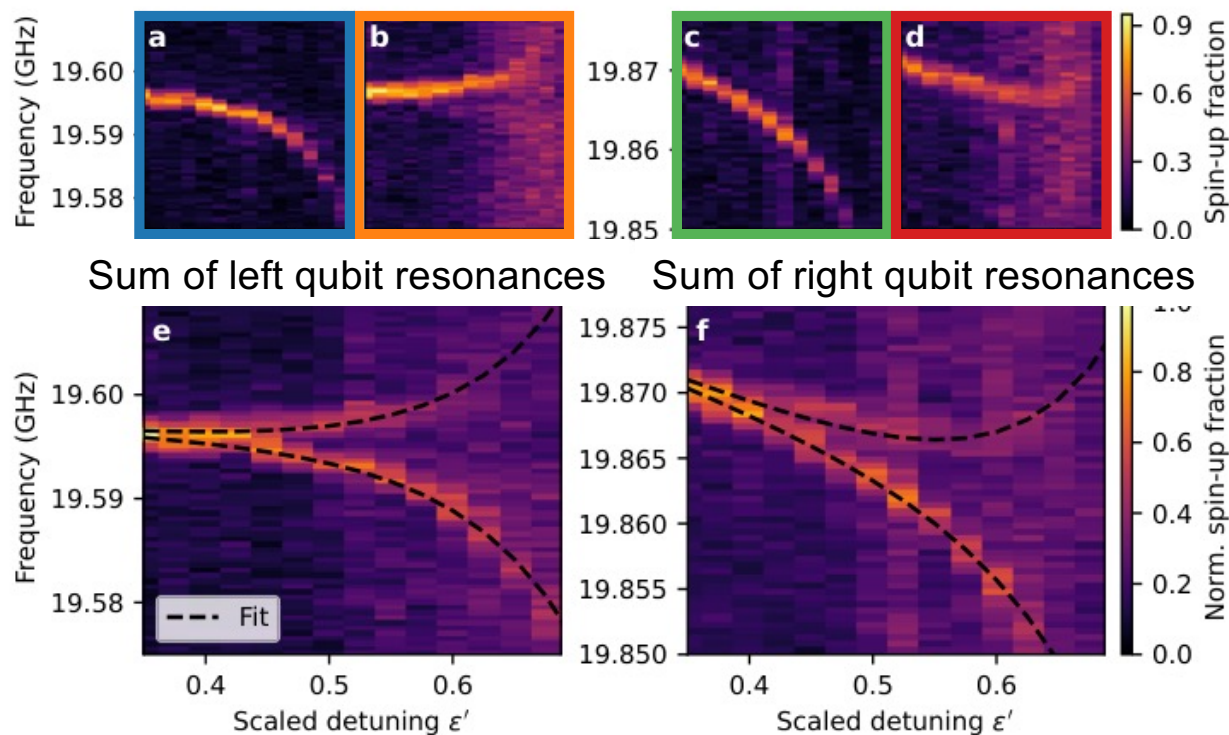 Frequency (GHz)
19.60
19.59
19.58
a
b
19.87
19.86
19.85
c
d
0.9
0.6
0.3
0.0
Spin-up fraction
Sum of left qubit resonances
Sum of right qubit resonances
Frequency (GHz)
19.60
19.59
19.58
e
Fit
0.4
0.5
0.6
Scaled detuning ε′
19.875
19.870
19.865
19.860
19.855
19.850
f
0.4
0.5
0.6
Scaled detuning ε′
1.0
0.8
0.6
0.4
0.2
0.0
Norm. spin-up fraction